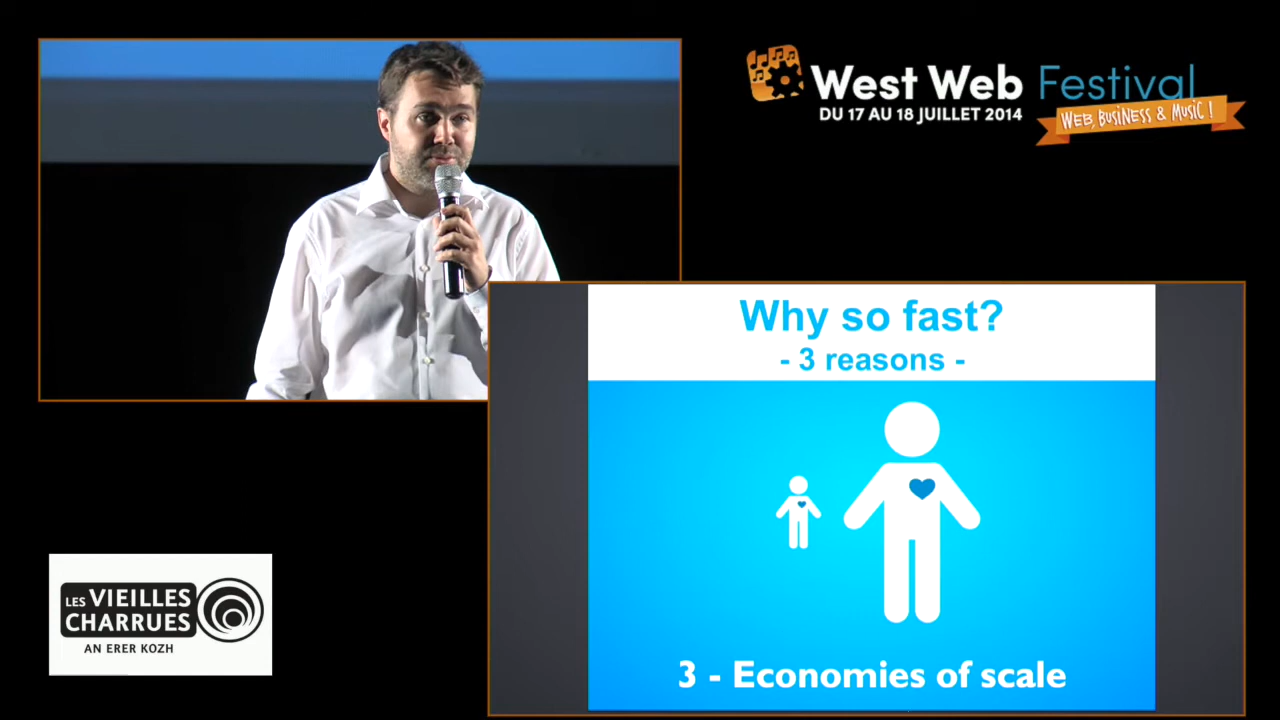 West Web Festival
DU 17 AU 18 JUILLET 2014
WEB, BUSINESS & MUSIC !
Why so fast?
- 3 reasons -
3 - Economies of scale
LES VIEILLES
CHARRUES
AN ERER KOZH